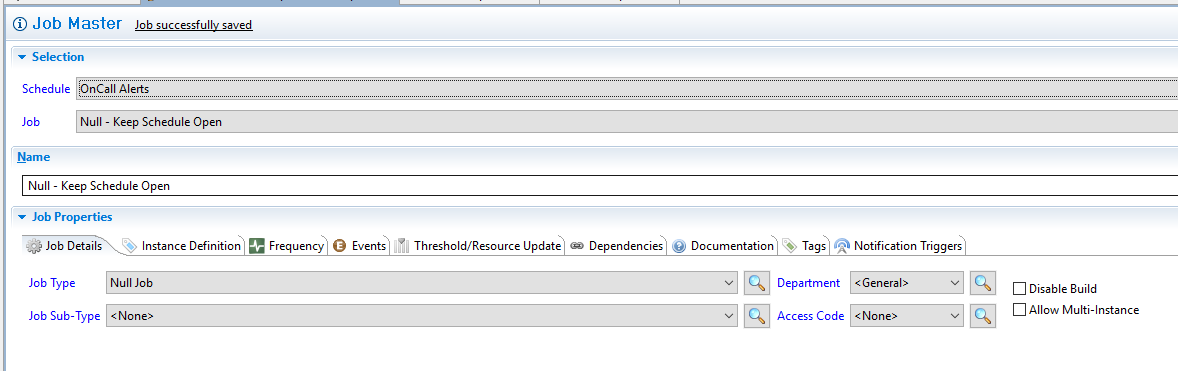 Job Master Job successfully saved
Selection
Schedule OnCall Alerts
Job Null - Keep Schedule Open
Name
Null - Keep Schedule Open
Job Properties
Job Details Instance Definition Frequency Events Threshold/Resource Update Dependencies Documentation Tags Notification Triggers
Job Type Null Job Department <General> Disable Build
Job Sub-Type <None> Access Code <None> Allow Multi-Instance